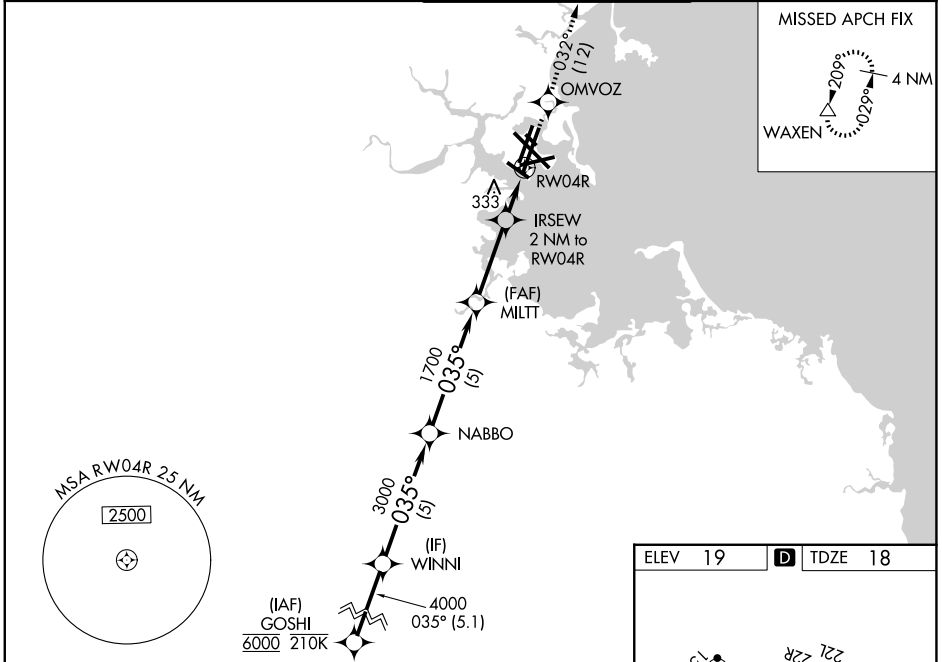 MISSED APCH FIX
209°
4 NM
029°
WAXEN
032°
(12)
OMVOZ
RW04R
333
IRSEW
2 NM to
RW04R
(FAF)
MILTT
1700
035°
(5)
NABBO
3000
035°
(5)
(IF)
WINNI
4000
035° (5.1)
(IAF)
GOSHI
6000 210K
MSA RW04R 25 NM
2500
ELEV 19 D TDZE 18
22R
22L